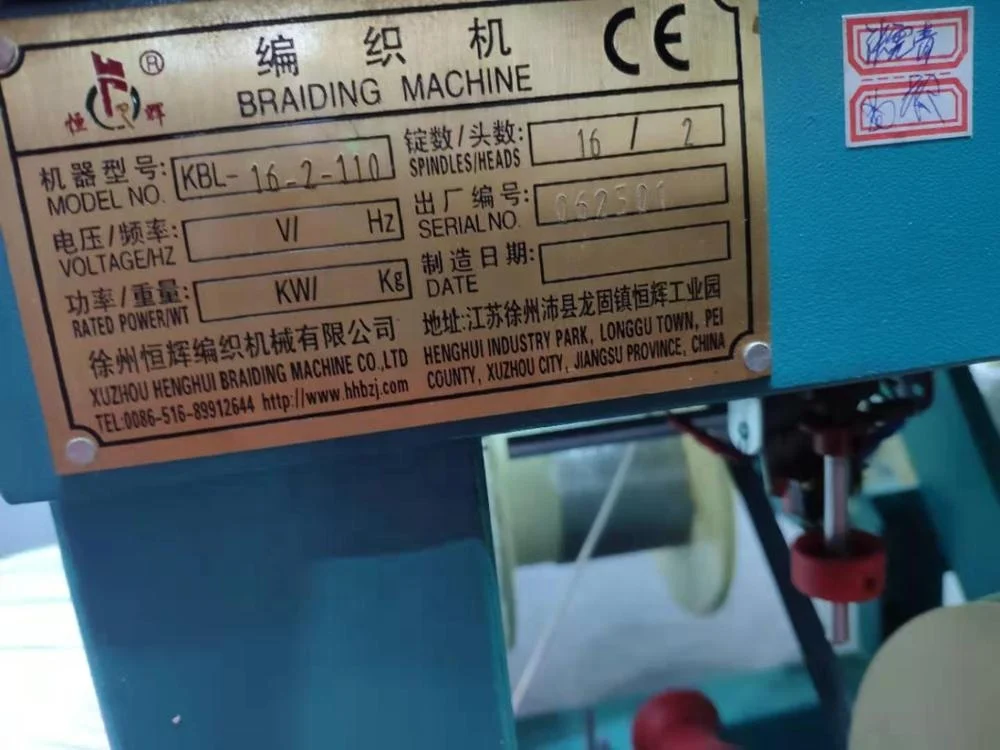 编织机
BRAIDING MACHINE
CE
®
恒辉
机器型号: KBL-16-2-110
MODEL NO.
锭数/头数: 16 / 2
SPINDLES/HEADS
电压/频率: V/ Hz
VOLTAGE/HZ
出厂编号: 062301
SERIAL NO.
功率/重量: KW/ Kg
RATED POWER/WT
制造日期:
DATE
徐州恒辉编织机械有限公司
XUZHOU HENGHUI BRAIDING MACHINE CO.,LTD
TEL:0086-516-89912644 http://www.hhbzj.com
地址:江苏徐州沛县龙固镇恒辉工业园
HENGHUI INDUSTRY PARK, LONGGU TOWN, PEI
COUNTY, XUZHOU CITY, JIANGSU PROVINCE, CHINA